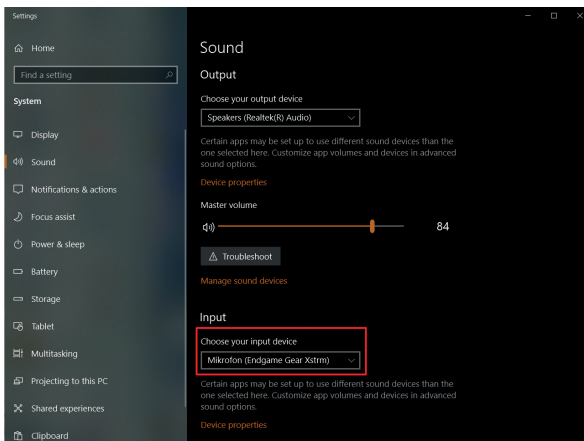 Settings
Home
Find a setting
System
Display
Sound
Notifications & actions
Focus assist
Power & sleep
Battery
Storage
Tablet
Multitasking
Projecting to this PC
Shared experiences
Clipboard
Sound
Output
Choose your output device
Speakers (Realtek(R) Audio)
Certain apps may be set up to use different sound devices than the
one selected here. Customize app volumes and devices in advanced
sound options.
Device properties
Master volume
84
Troubleshoot
Manage sound devices
Input
Choose your input device
Mikrofon (Endgame Gear Xstrm)
Certain apps may be set up to use different sound devices than the
one selected here. Customize app volumes and devices in advanced
sound options.
Device properties